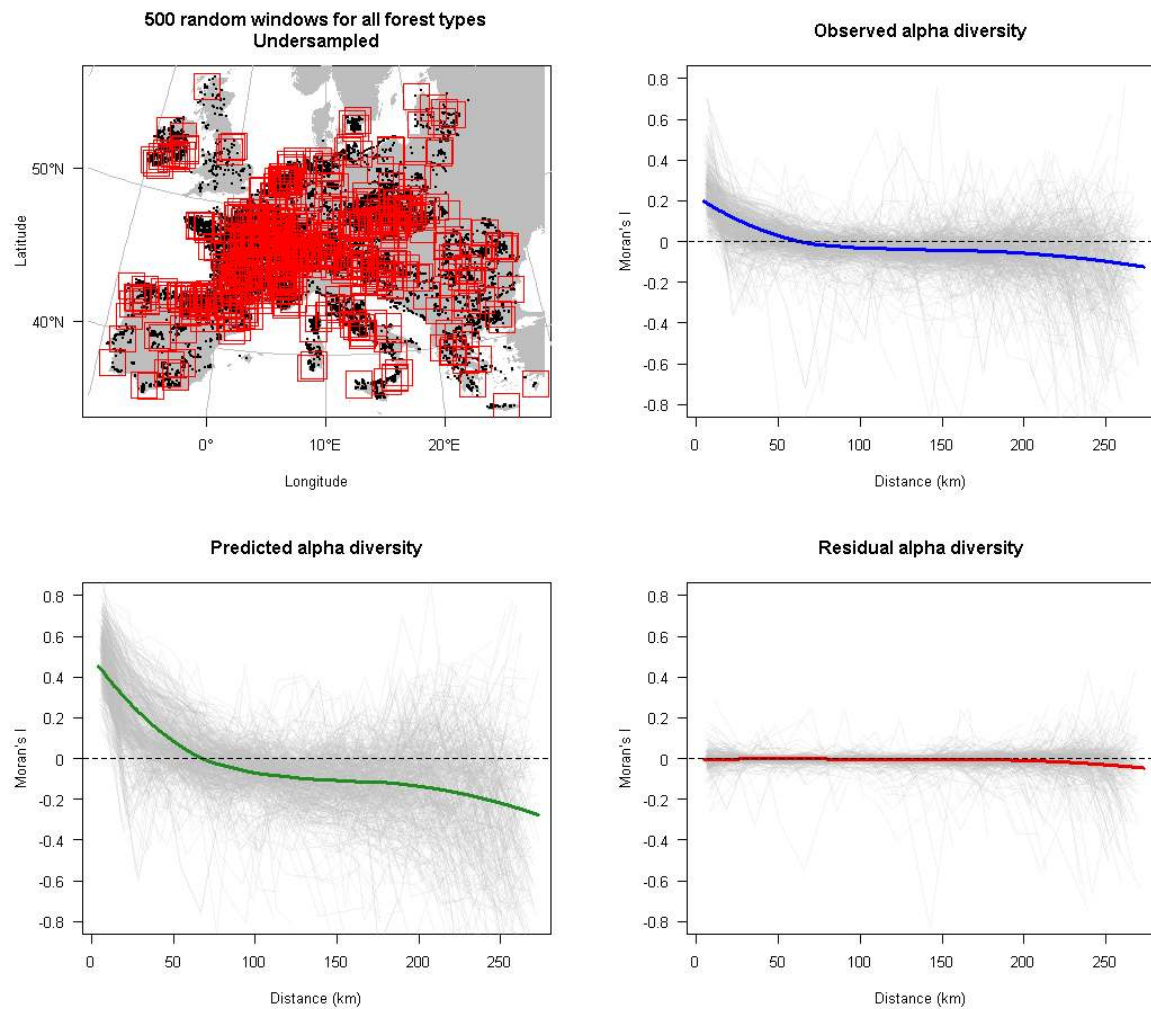 500 random windows for all forest types
Undersampled
50°N
40°N
Latitude
0°
10°E
20°E
Longitude
Observed alpha diversity
0.8
0.6
0.4
0.2
0
-0.2
-0.4
-0.6
-0.8
Moran's I
0
50
100
150
200
250
Distance (km)
Predicted alpha diversity
0.8
0.6
0.4
0.2
0
-0.2
-0.4
-0.6
-0.8
Moran's I
0
50
100
150
200
250
Distance (km)
Residual alpha diversity
0.8
0.6
0.4
0.2
0
-0.2
-0.4
-0.6
-0.8
Moran's I
0
50
100
150
200
250
Distance (km)